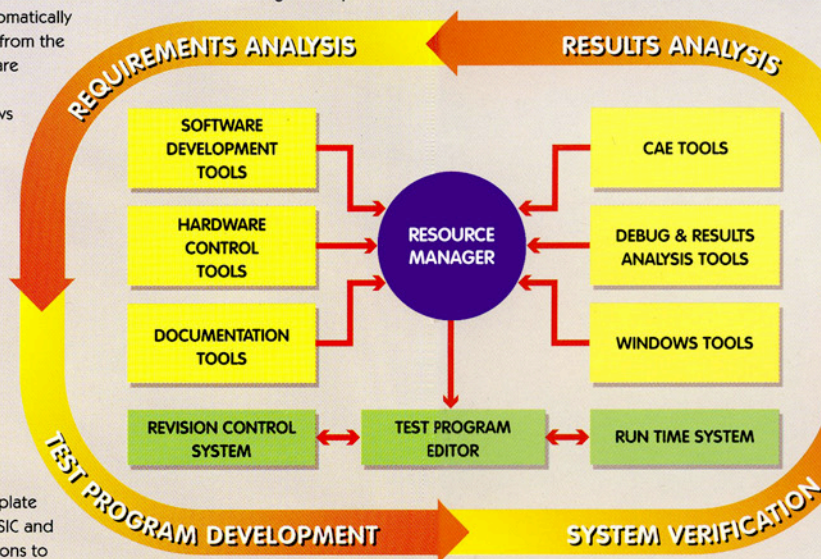 omatically
from the
are
ws
REQUIREMENTS ANALYSIS
RESULTS ANALYSIS
SOFTWARE
DEVELOPMENT
TOOLS
HARDWARE
CONTROL
TOOLS
DOCUMENTATION
TOOLS
RESOURCE
MANAGER
CAE TOOLS
DEBUG & RESULTS
ANALYSIS TOOLS
WINDOWS TOOLS
REVISION CONTROL
SYSTEM
TEST PROGRAM
EDITOR
RUN TIME SYSTEM
TEST PROGRAM DEVELOPMENT
SYSTEM VERIFICATION
plate
SIC and
ons to